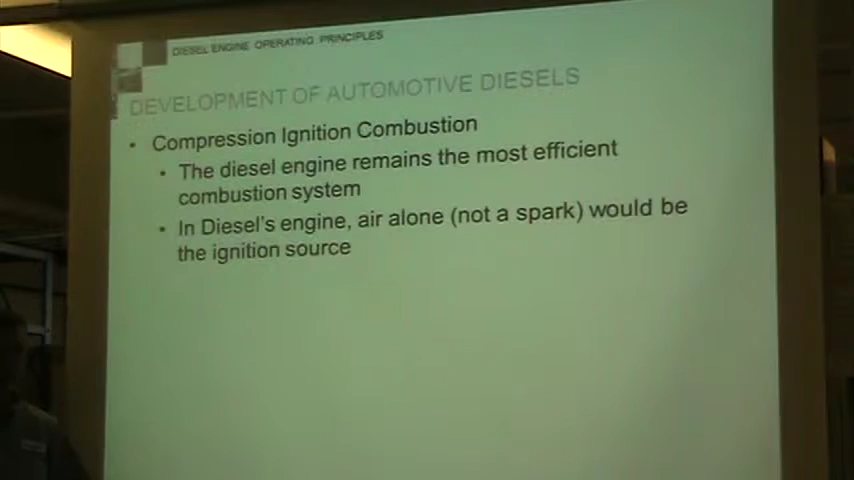 DIESEL ENGINE OPERATING PRINCIPLES
DEVELOPMENT OF AUTOMOTIVE DIESELS
• Compression Ignition Combustion
• The diesel engine remains the most efficient
combustion system
• In Diesel's engine, air alone (not a spark) would be
the ignition source